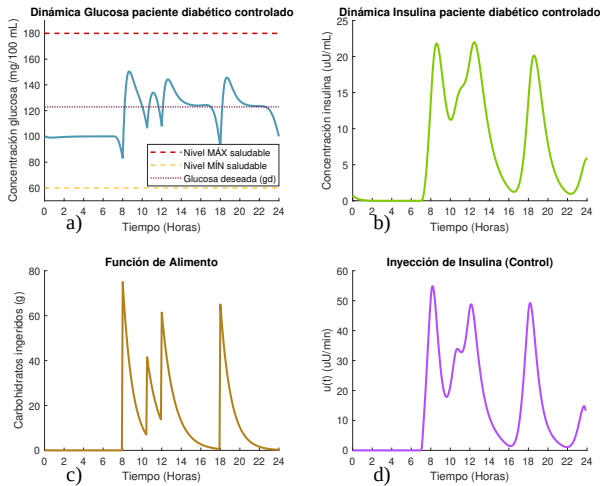 Dinámica Glucosa paciente diabético controlado
Concentración glucosa (mg/100 mL)
180
160
140
120
100
80
60
Nivel MÁX saludable
Nivel MÍN saludable
Glucosa deseada (gd)
0 2 4 6 8 10 12 14 16 18 20 22 24
Tiempo (Horas)
a)
Dinámica Insulina paciente diabético controlado
Concentración insulina (uU/mL)
25
20
15
10
5
0
0 2 4 6 8 10 12 14 16 18 20 22 24
Tiempo (Horas)
b)
Función de Alimento
Carbohidratos ingeridos (g)
80
60
40
20
0
0 2 4 6 8 10 12 14 16 18 20 22 24
Tiempo (Horas)
c)
Inyección de Insulina (Control)
u(t) (uU/min)
60
50
40
30
20
10
0
0 2 4 6 8 10 12 14 16 18 20 22 24
Tiempo (Horas)
d)